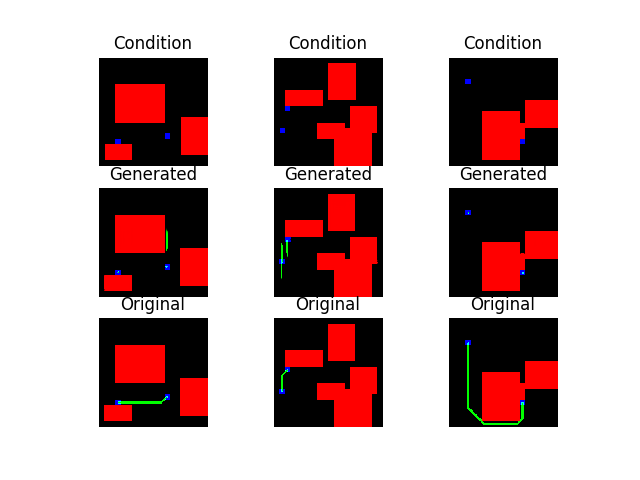 Condition Condition Condition
Generated Generated Generated
Original Original Original